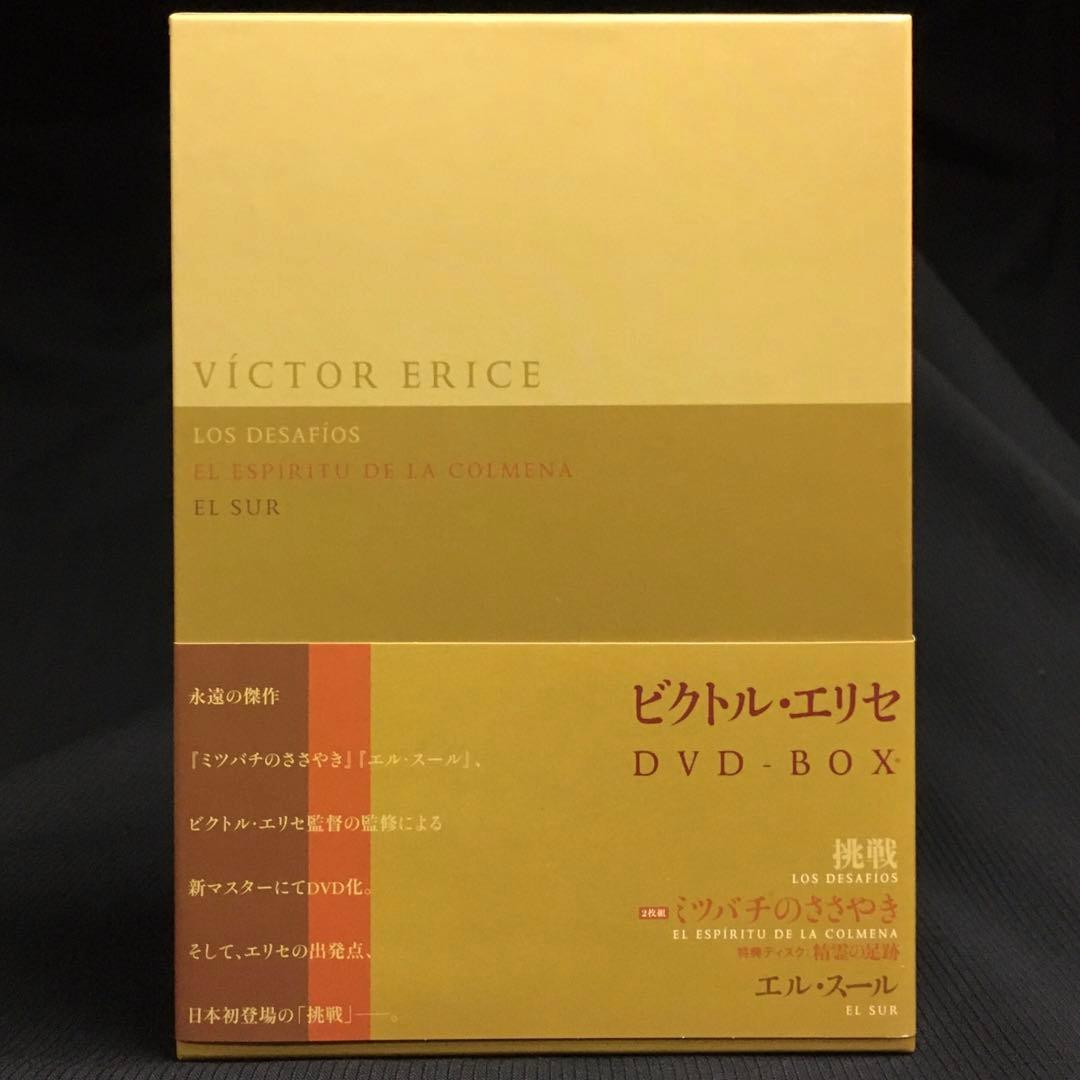 VÍCTOR ERICE
LOS DESAFÍOS
EL ESPÍRITU DE LA COLMENA
EL SUR
永遠の傑作
『ミツバチのささやき』『エル・スール』、
ビクトル・エリセ監督の監修による
新マスターにてDVD化。
そして、エリセの出発点、
日本初登場の「挑戦」――。
ビクトル・エリセ
DVD-BOX
挑戦
LOS DESAFÍOS
2枚組 ミツバチのささやき
EL ESPÍRITU DE LA COLMENA
特典ディスク：精霊の足跡
エル・スール
EL SUR